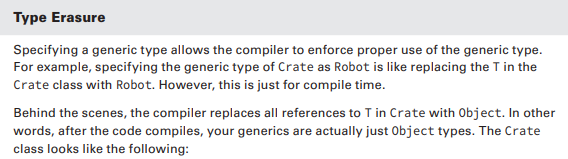 Type Erasure
Specifying a generic type allows the compiler to enforce proper use of the generic type.
For example, specifying the generic type of Crate as Robot is like replacing the T in the
Crate class with Robot. However, this is just for compile time.
Behind the scenes, the compiler replaces all references to T in Crate with Object. In other
words, after the code compiles, your generics are actually just Object types. The Crate
class looks like the following: